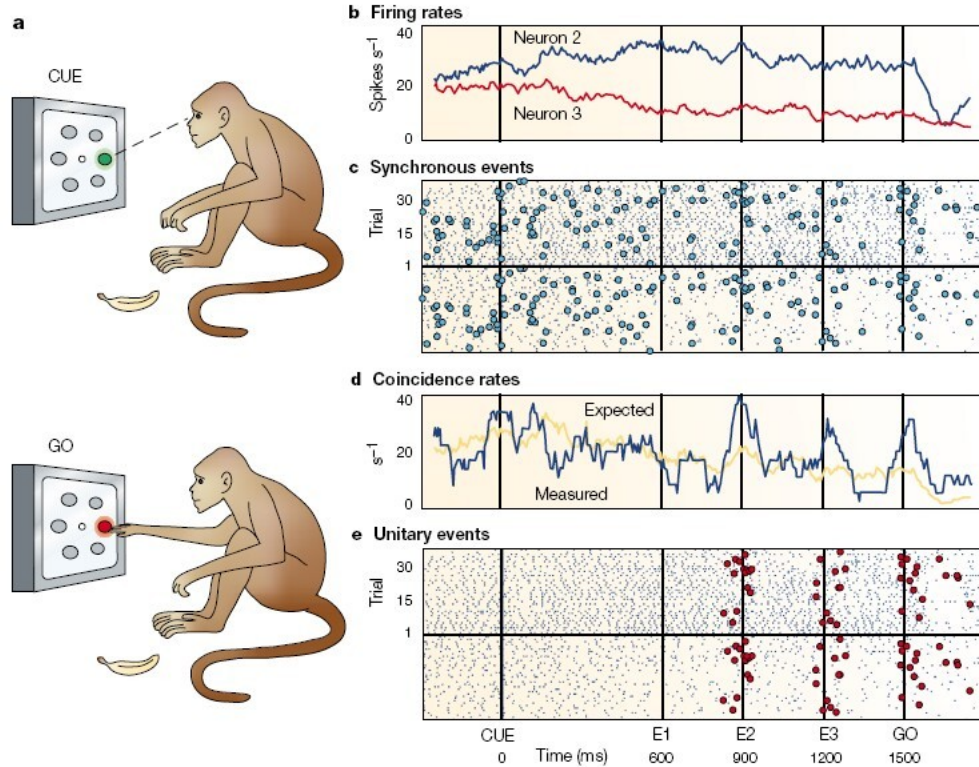 a
CUE
GO
b Firing rates
40
20
0
Spikes s⁻¹
Neuron 2
Neuron 3
c Synchronous events
30
15
1
Trial
d Coincidence rates
40
20
0
s⁻¹
Expected
Measured
e Unitary events
30
15
1
Trial
CUE E1 E2 E3 GO
0 Time (ms) 600 900 1200 1500